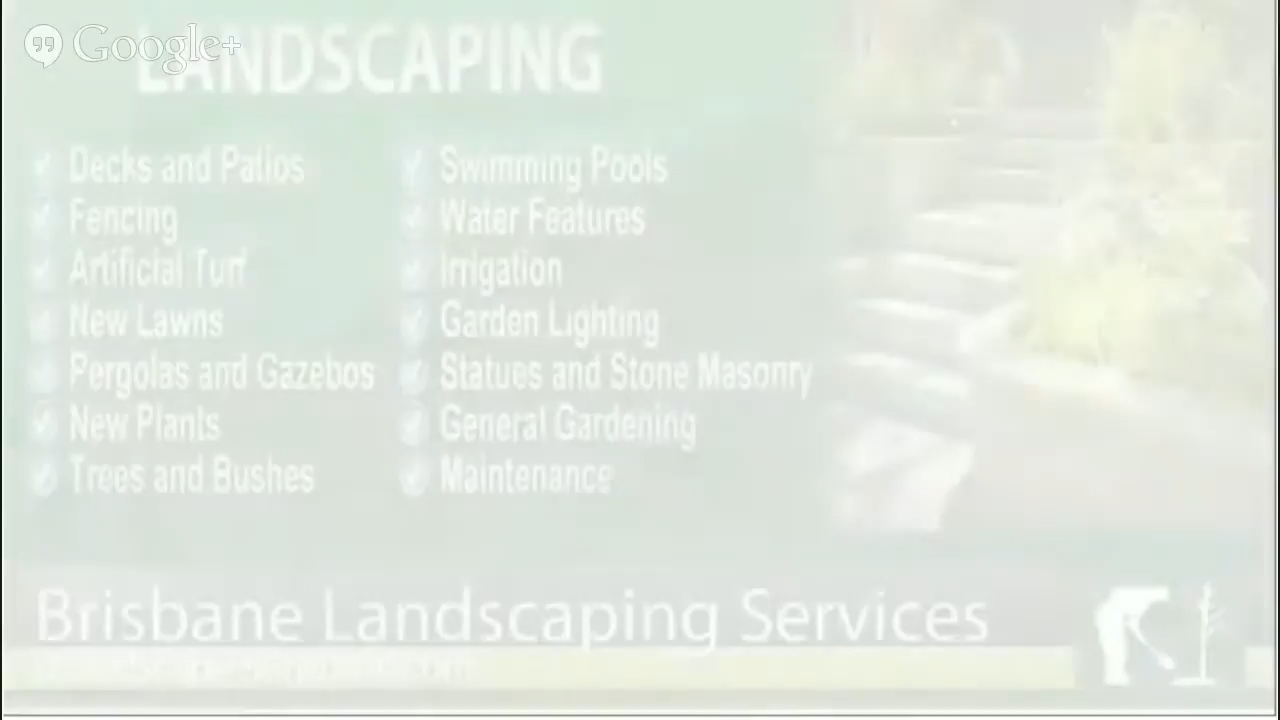 Google+
LANDSCAPING
Decks and Patios
Fencing
Artificial Turf
New Lawns
Pergolas and Gazebos
New Plants
Trees and Bushes
Swimming Pools
Water Features
Irrigation
Garden Lighting
Statues and Stone Masonry
General Gardening
Maintenance
Brisbane Landscaping Services